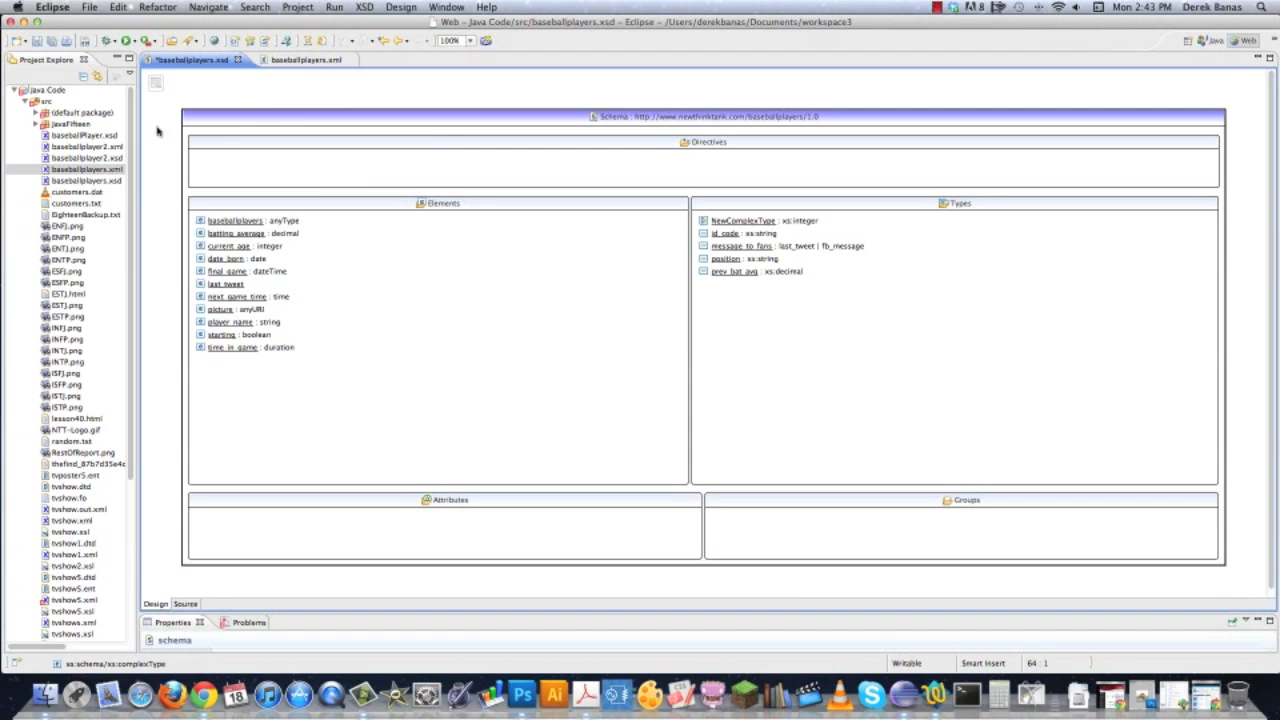 Eclipse File Edit Refactor Navigate Search Project Run XSD Design Window Help
8 Mon 2:43 PM Derek Banas
Web - Java Code/src/baseballplayers.xsd - Eclipse - /Users/derekbanas/Documents/workspace3
100% Java Web
Project Explore
*baseballplayers.xsd baseballplayers.xml
Java Code
src
(default package)
JavaFifteen
baseballPlayer.xsd
baseballplayer2.xml
baseballplayer2.xsd
baseballplayers.xml
baseballplayers.xsd
customers.dat
customers.txt
EighteenBackup.txt
ENFJ.png
ENFP.png
ENTJ.png
ENTP.png
ESFJ.png
ESFP.png
ESTJ.html
ESTJ.png
ESTP.png
INFJ.png
INFP.png
INTJ.png
INTP.png
ISFJ.png
ISFP.png
ISTJ.png
ISTP.png
lesson40.html
NTT-Logo.gif
random.txt
RestOfReport.png
thefind_87b7d35e4c
tvposter5.ent
tvshow.dtd
tvshow.fo
tvshow.out.xml
tvshow.xml
tvshow.xsl
tvshow1.dtd
tvshow1.xml
tvshow2.xsl
tvshow5.dtd
tvshow5.ent
tvshow5.xml
tvshow5.xsl
tvshows.xml
tvshows.xsl
Schema : http://www.newthinktank.com/baseballplayers/1.0
Directives
Elements
baseballplayers : anyType
batting_average : decimal
current_age : integer
date_born : date
final_game : dateTime
last_tweet
next_game_time : time
picture : anyURI
player_name : string
starting : boolean
time_in_game : duration
Types
NewComplexType : xs:integer
id_code : xs:string
message_to_fans : last_tweet | fb_message
position : xs:string
prev_bat_avg : xs:decimal
Attributes
Groups
Design Source
Properties Problems
schema
xs:schema/xs:complexType Writable Smart Insert 64 : 1
18